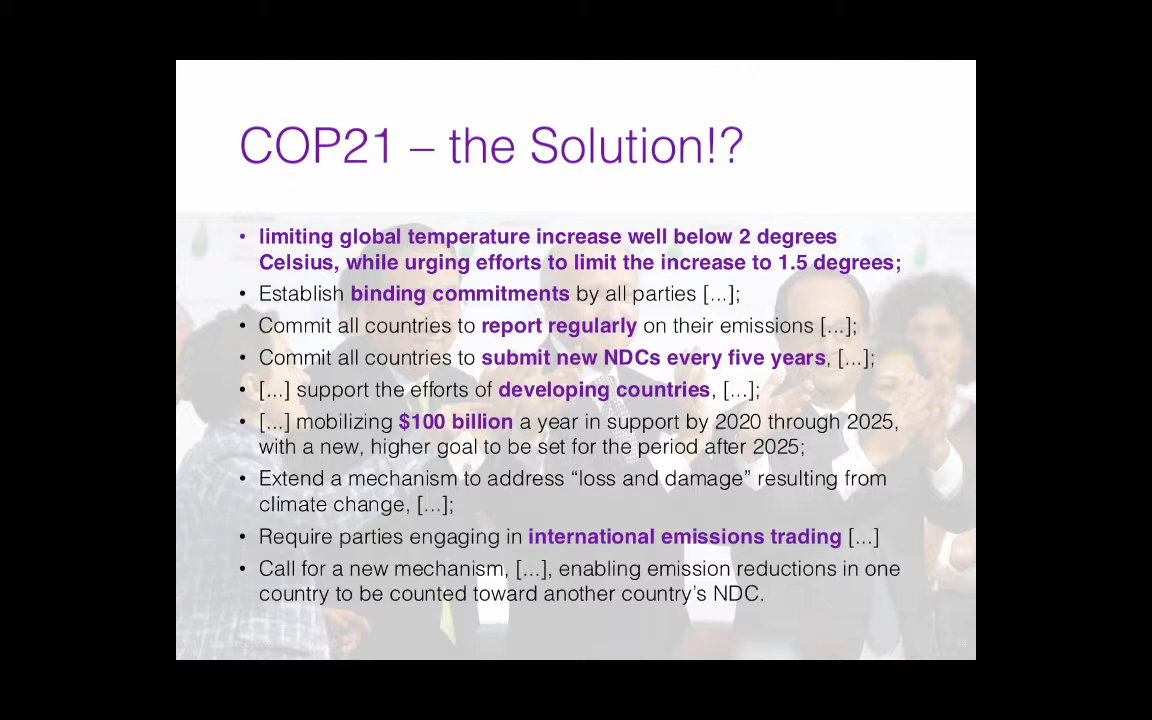 COP21 – the Solution!?
• limiting global temperature increase well below 2 degrees
Celsius, while urging efforts to limit the increase to 1.5 degrees;
• Establish binding commitments by all parties [...];
• Commit all countries to report regularly on their emissions [...];
• Commit all countries to submit new NDCs every five years, [...];
• [...] support the efforts of developing countries, [...];
• [...] mobilizing $100 billion a year in support by 2020 through 2025,
with a new, higher goal to be set for the period after 2025;
• Extend a mechanism to address “loss and damage” resulting from
climate change, [...];
• Require parties engaging in international emissions trading [...]
• Call for a new mechanism, [...], enabling emission reductions in one
country to be counted toward another country’s NDC.